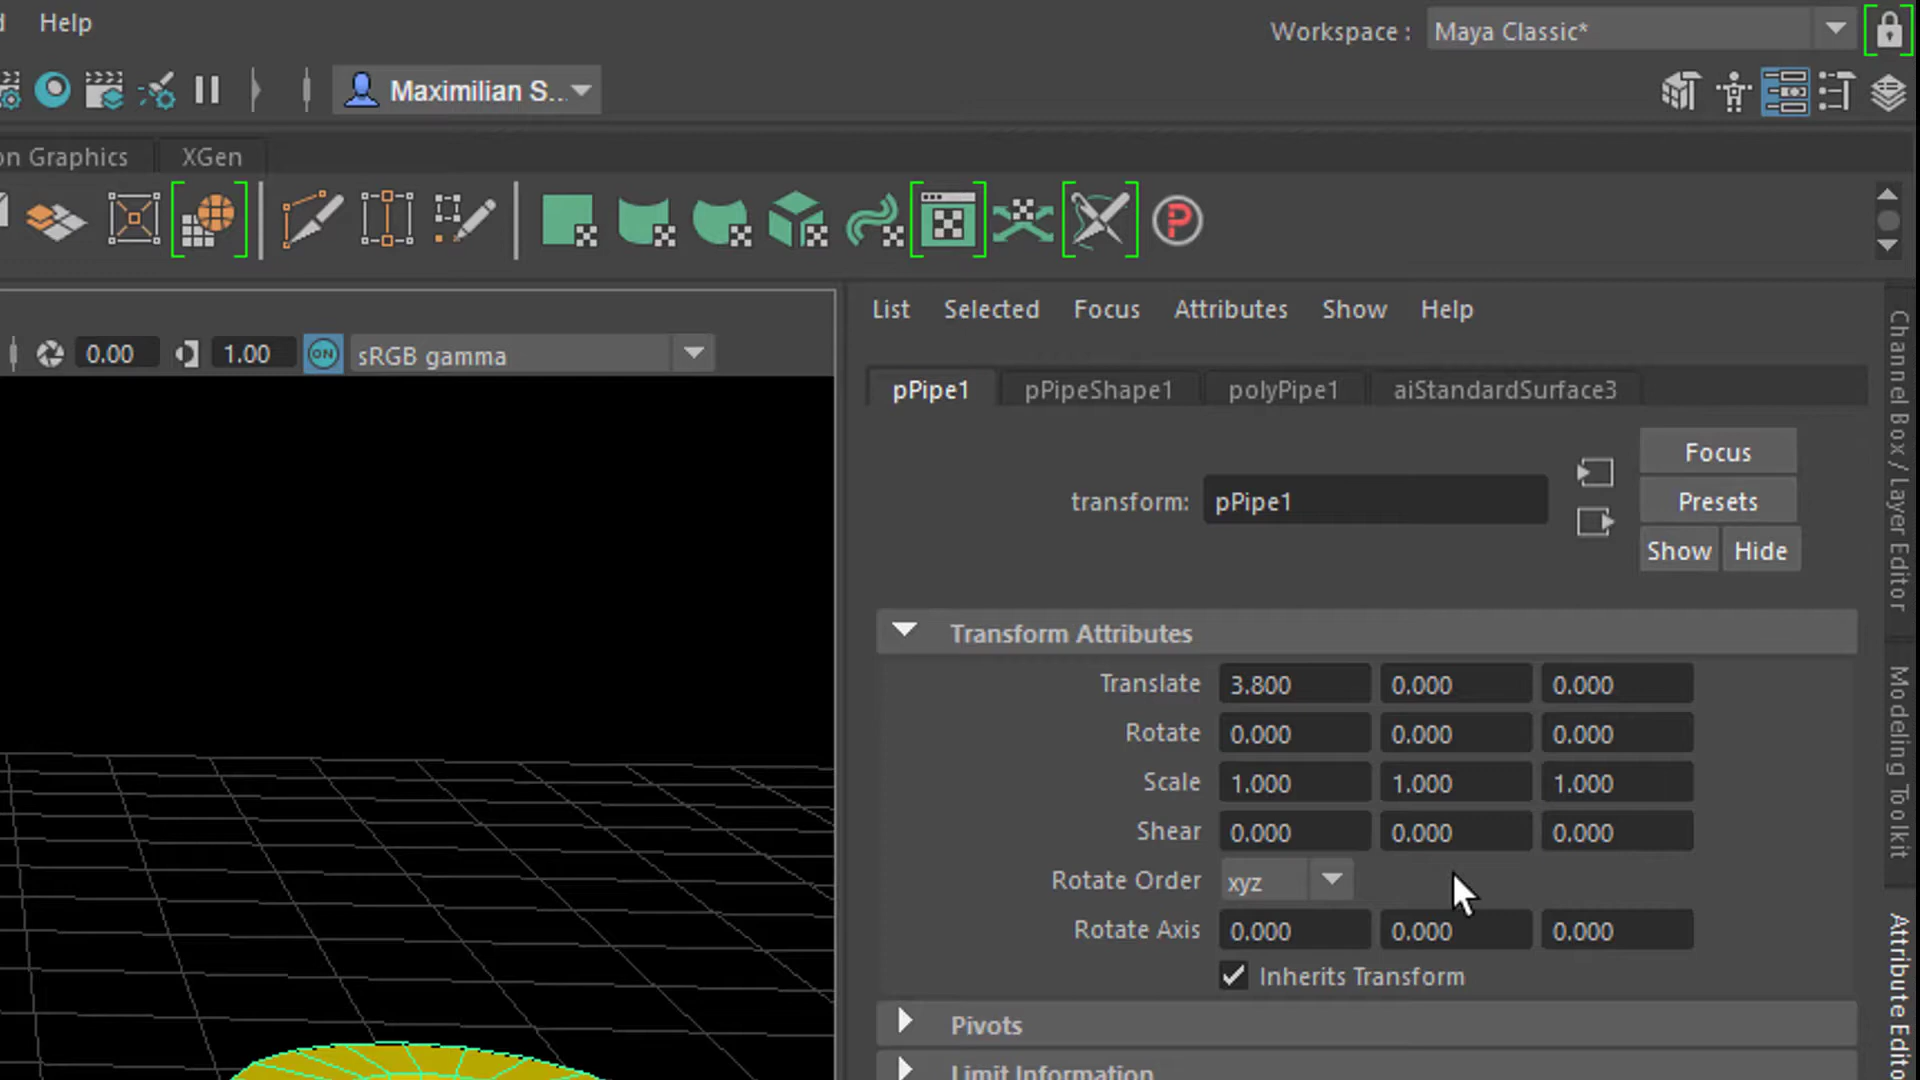 Help
Workspace :
Maya Classic*
Maximilian S...
on Graphics
XGen
0.00
1.00
ON
sRGB gamma
List Selected Focus Attributes Show Help
pPipe1 pPipeShape1 polyPipe1 aiStandardSurface3
transform: pPipe1
Focus
Presets
Show Hide
Transform Attributes
Translate 3.800 0.000 0.000
Rotate 0.000 0.000 0.000
Scale 1.000 1.000 1.000
Shear 0.000 0.000 0.000
Rotate Order xyz
Rotate Axis 0.000 0.000 0.000
Inherits Transform
Pivots
Limit Information
Channel Box / Layer Editor
Modeling Toolkit
Attribute Edito